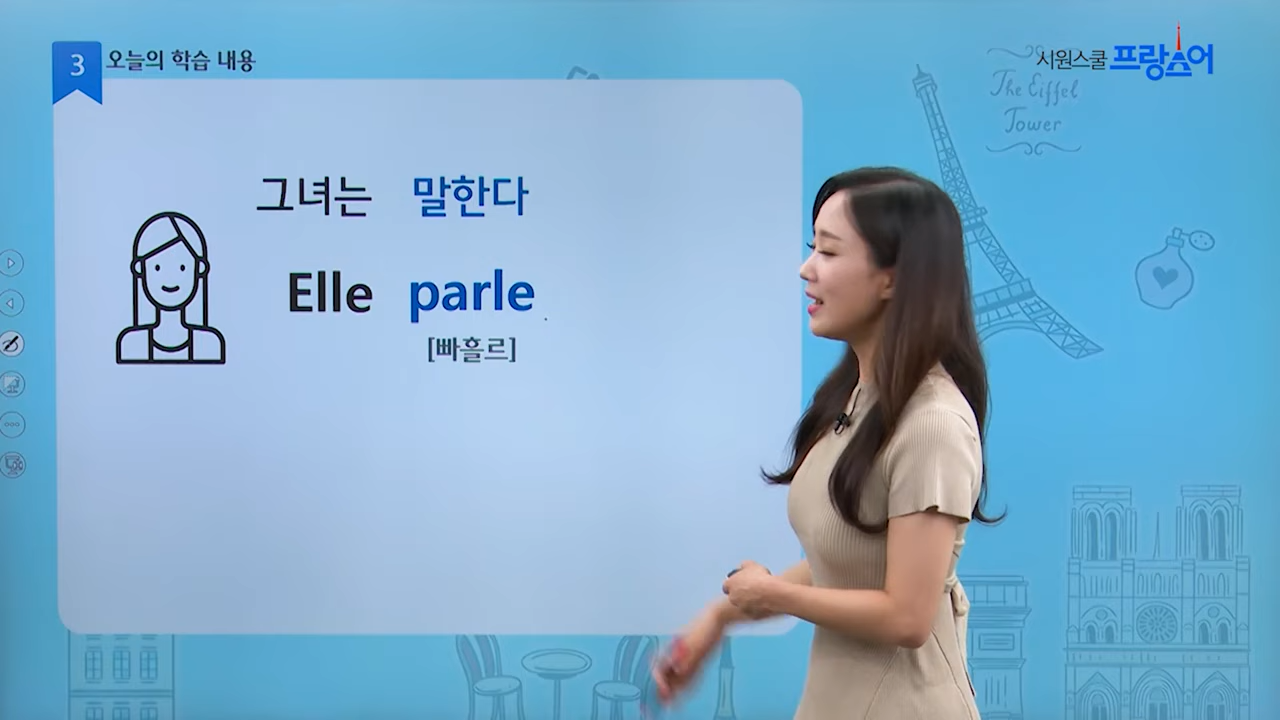 3 오늘의 학습 내용
시원스쿨 프랑스어
The Eiffel
Tower
그녀는 말한다
Elle parle
[빠흘르]